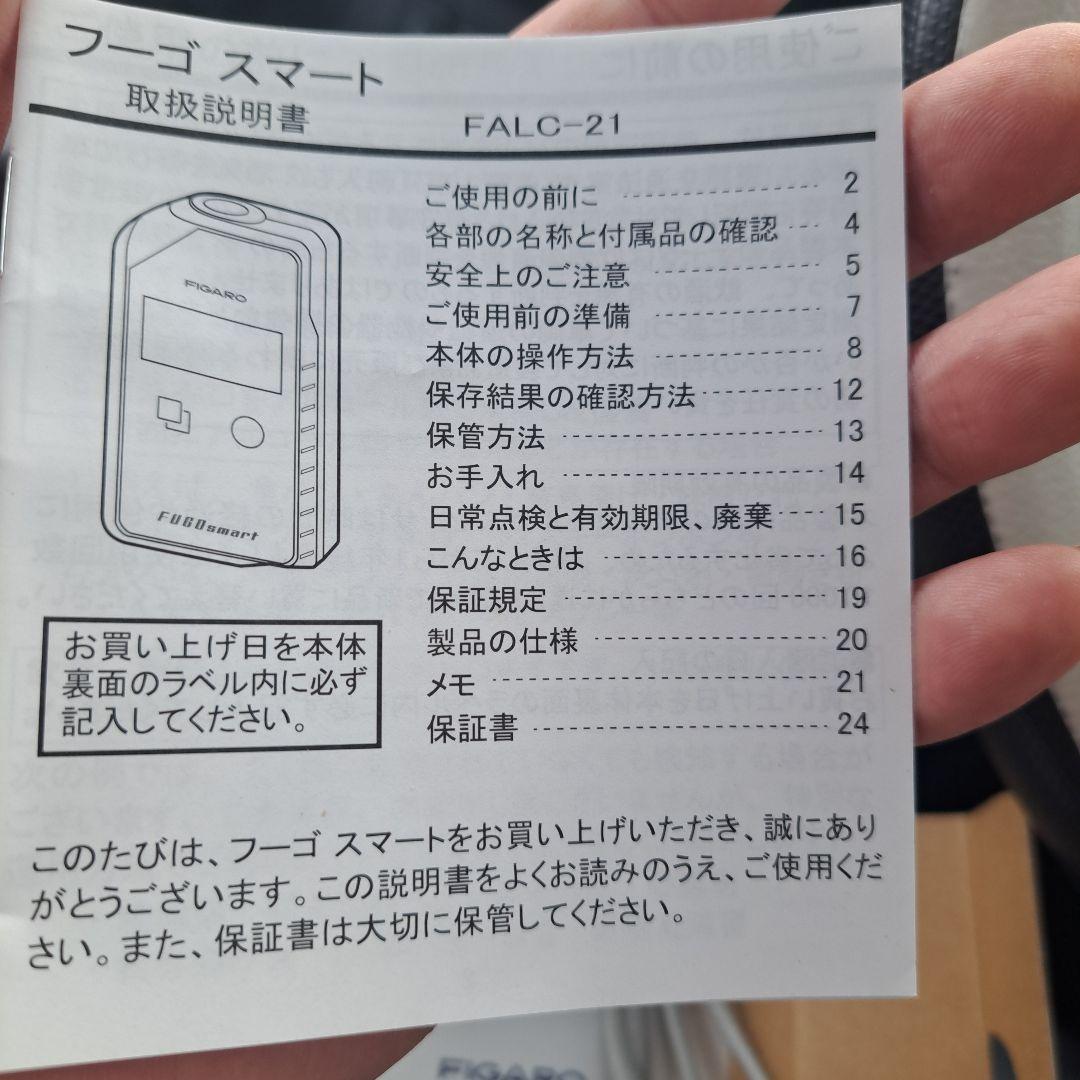 フーゴ スマート
取扱説明書 FALC-21
FIGARO
FUGOsmart
ご使用の前に 2
各部の名称と付属品の確認 4
安全上のご注意 5
ご使用前の準備 7
本体の操作方法 8
保存結果の確認方法 12
保管方法 13
お手入れ 14
日常点検と有効期限、廃棄 15
こんなときは 16
保証規定 19
製品の仕様 20
メモ 21
保証書 24
お買い上げ日を本体
裏面のラベル内に必ず
記入してください。
このたびは、フーゴ スマートをお買い上げいただき、誠にあり
がとうございます。この説明書をよくお読みのうえ、ご使用くだ
さい。また、保証書は大切に保管してください。
FIGARO